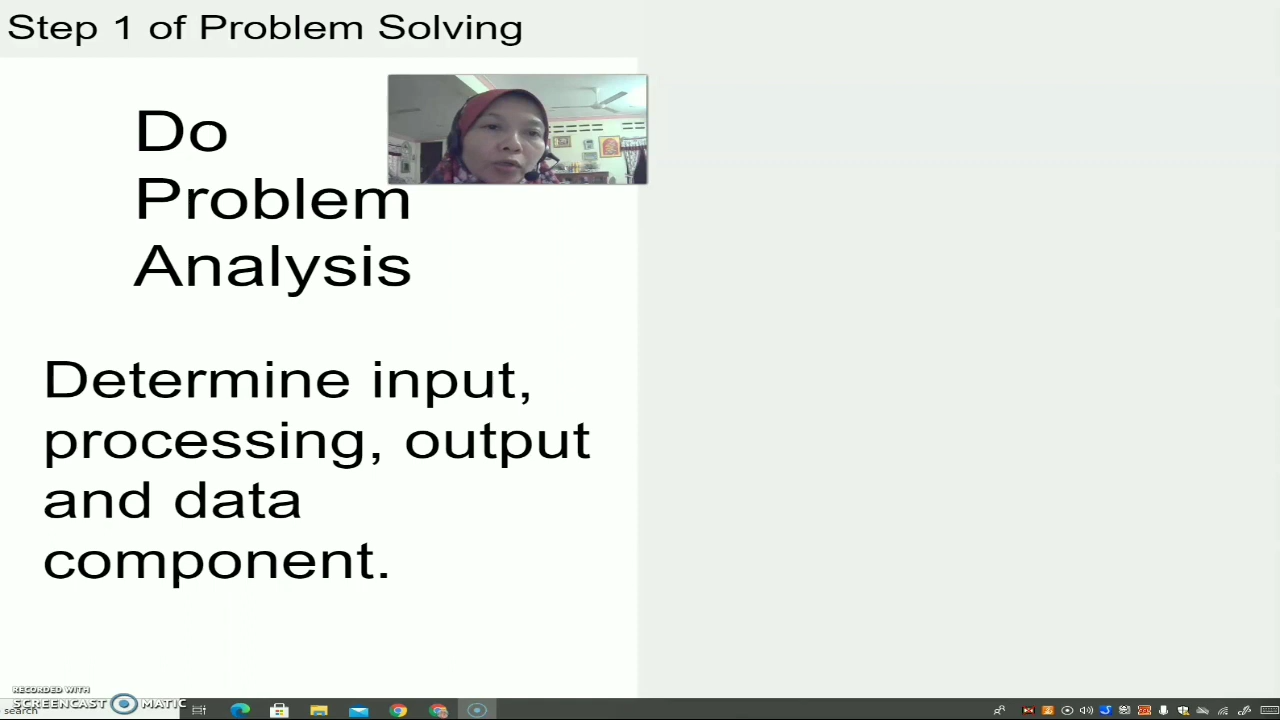 Step 1 of Problem Solving
Do
Problem
Analysis
Determine input,
processing, output
and data
component.
RECORDED WITH
SCREENCAST MATIC
search